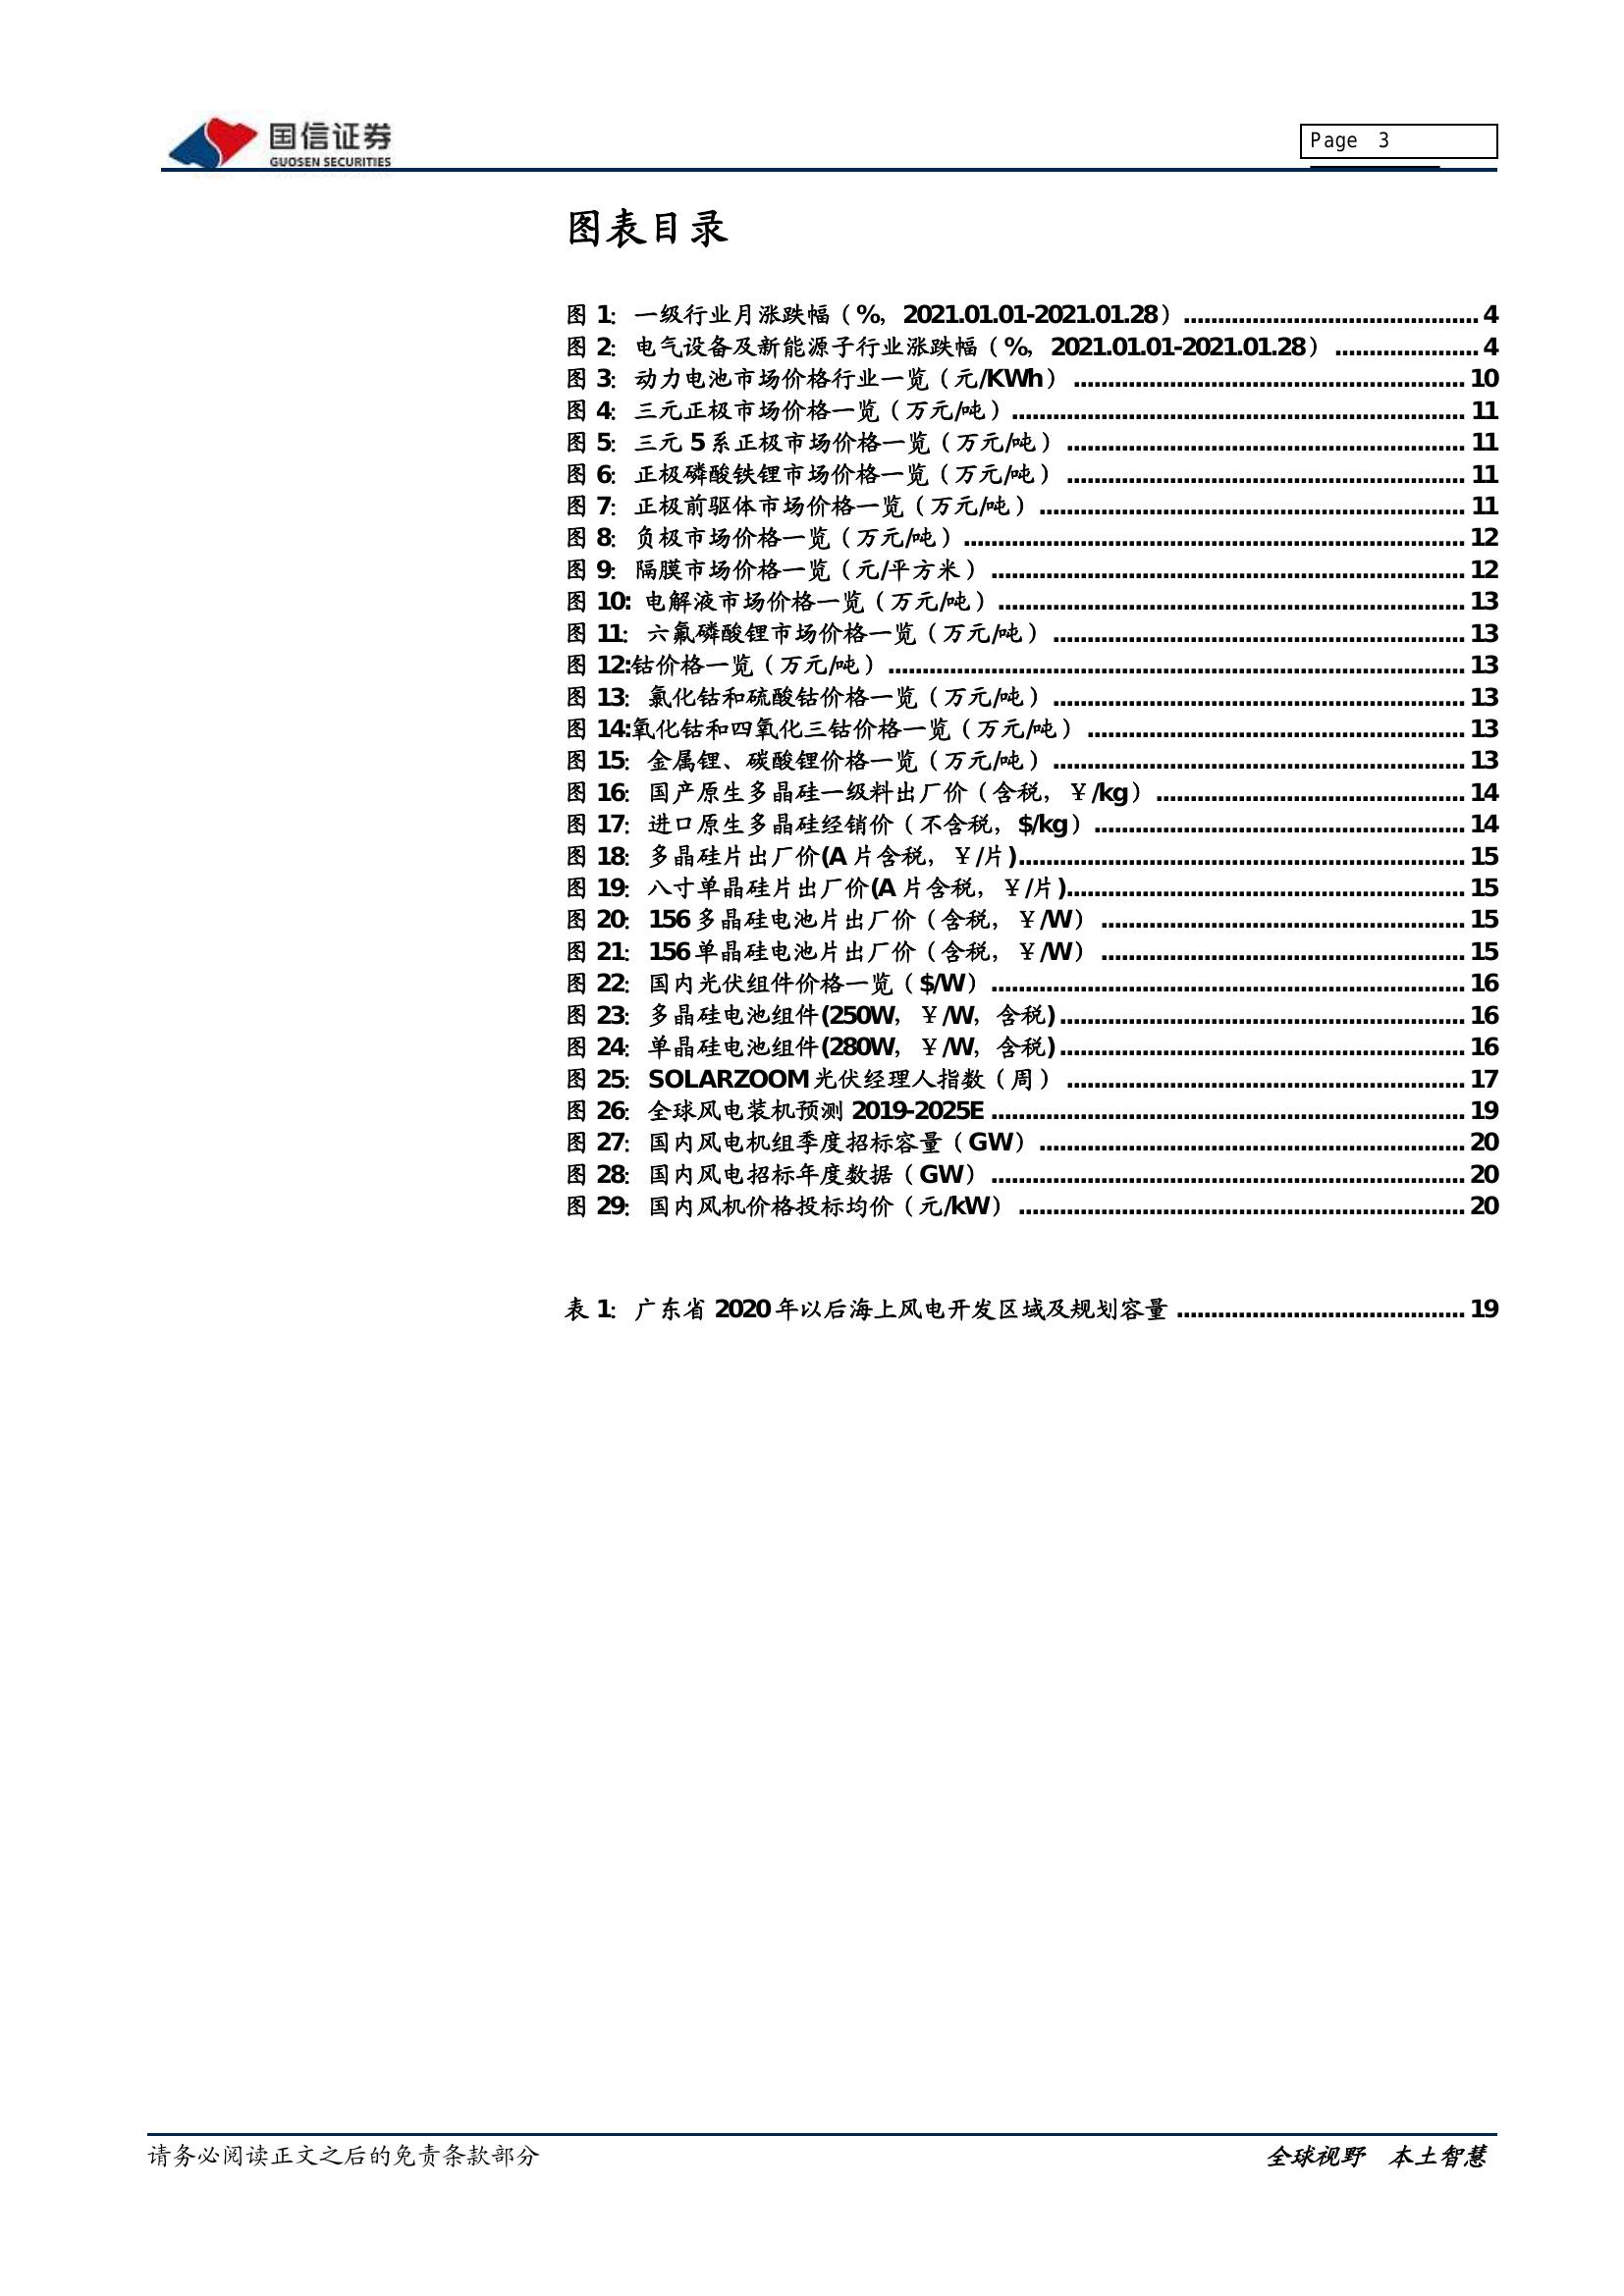 国信证券
GUOSEN SECURITIES
Page 3
图表目录
图 1：一级行业月涨跌幅（%，2021.01.01-2021.01.28）........................................... 4
图 2：电气设备及新能源子行业涨跌幅（%，2021.01.01-2021.01.28）..................... 4
图 3：动力电池市场价格行业一览（元/KWh）......................................................... 10
图 4：三元正极市场价格一览（万元/吨）.................................................................. 11
图 5：三元 5 系正极市场价格一览（万元/吨）.......................................................... 11
图 6：正极磷酸铁锂市场价格一览（万元/吨）.......................................................... 11
图 7：正极前驱体市场价格一览（万元/吨）.............................................................. 11
图 8：负极市场价格一览（万元/吨）......................................................................... 12
图 9：隔膜市场价格一览（元/平方米）..................................................................... 12
图 10: 电解液市场价格一览（万元/吨）.................................................................... 13
图 11：六氟磷酸锂市场价格一览（万元/吨）............................................................ 13
图 12:钴价格一览（万元/吨）.................................................................................... 13
图 13：氯化钴和硫酸钴价格一览（万元/吨）............................................................ 13
图 14:氧化钴和四氧化三钴价格一览（万元/吨）....................................................... 13
图 15：金属锂、碳酸锂价格一览（万元/吨）............................................................ 13
图 16：国产原生多晶硅一级料出厂价（含税，￥/kg）............................................. 14
图 17：进口原生多晶硅经销价（不含税，$/kg）...................................................... 14
图 18：多晶硅片出厂价(A 片含税，￥/片)................................................................. 15
图 19：八寸单晶硅片出厂价(A 片含税，￥/片).......................................................... 15
图 20：156 多晶硅电池片出厂价（含税，￥/W）..................................................... 15
图 21：156 单晶硅电池片出厂价（含税，￥/W）..................................................... 15
图 22：国内光伏组件价格一览（$/W）..................................................................... 16
图 23：多晶硅电池组件(250W，￥/W，含税)........................................................... 16
图 24：单晶硅电池组件(280W，￥/W，含税)........................................................... 16
图 25：SOLARZOOM 光伏经理人指数（周）.......................................................... 17
图 26：全球风电装机预测 2019-2025E ..................................................................... 19
图 27：国内风电机组季度招标容量（GW）.............................................................. 20
图 28：国内风电招标年度数据（GW）..................................................................... 20
图 29：国内风机价格投标均价（元/kW）................................................................. 20
表 1：广东省 2020 年以后海上风电开发区域及规划容量 .......................................... 19
请务必阅读正文之后的免责条款部分
全球视野 本土智慧